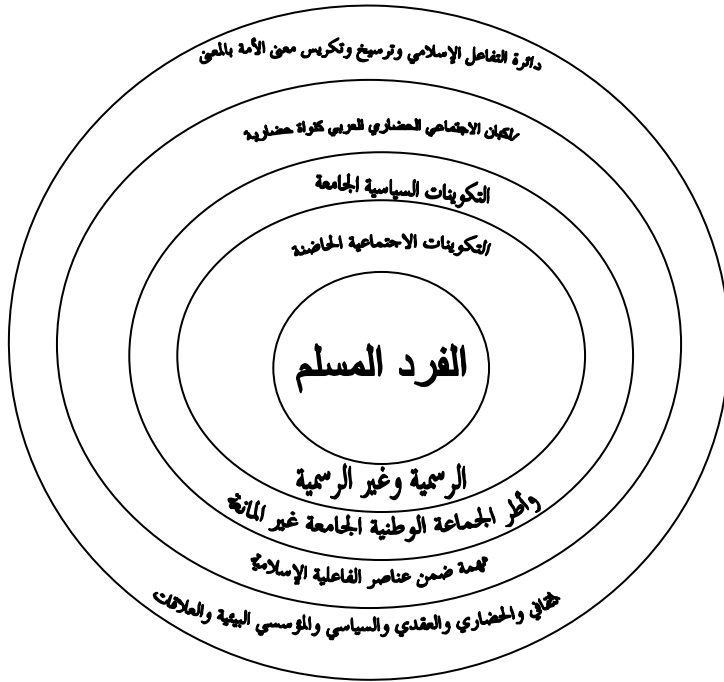 دائرة التفاعل الإسلامي وترسيخ وتكريس معنى الأمة بالمعنى
الكيان الاجتماعي الحضاري العربي كنواة حضارية
التكوينات السياسية الجامعة
التكوينات الاجتماعية الحاضنة
الفرد المسلم
الرسمية وغير الرسمية
وأطر الجماعة الوطنية الجامعة غير المانعة
مهمة ضمن عناصر الفاعلية الإسلامية
الثقافي والحضاري والعقدي والسياسي والمؤسسي البيئية والعلاقات